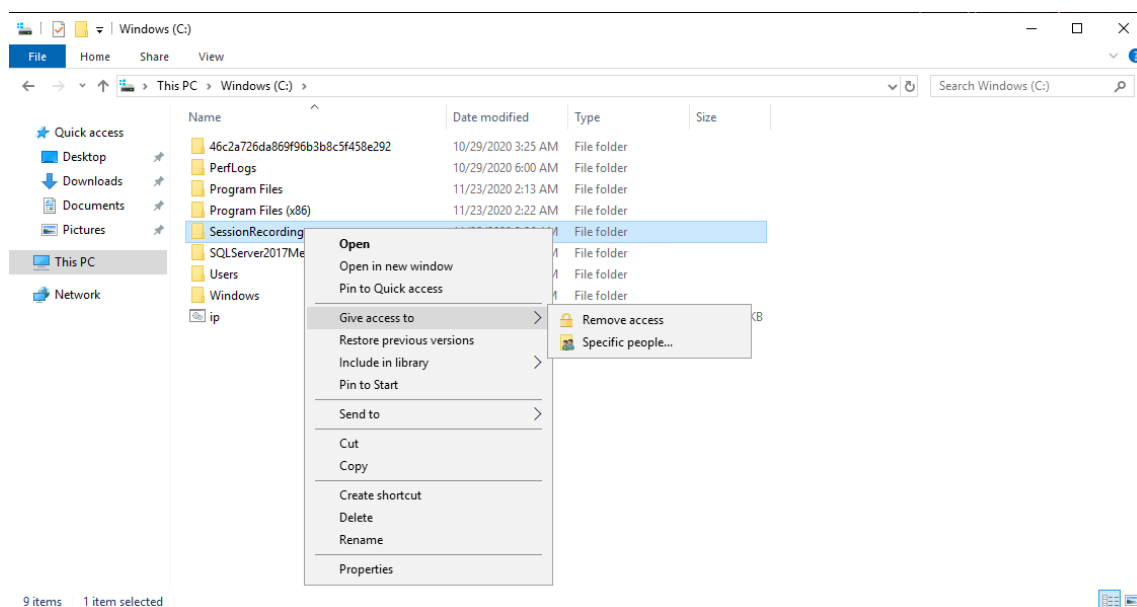 Windows (C:)
File Home Share View
This PC > Windows (C:) > Search Windows (C:)
Name Date modified Type Size
Quick access
Desktop
Downloads
Documents
Pictures
This PC
Network
46c2a726da869f96b3b8c5f458e292 10/29/2020 3:25 AM File folder
PerfLogs 10/29/2020 6:00 AM File folder
Program Files 11/23/2020 2:13 AM File folder
Program Files (x86) 11/23/2020 2:22 AM File folder
SessionRecording File folder
SQLServer2017Me File folder
Users File folder
Windows File folder
ip KB
Open
Open in new window
Pin to Quick access
Give access to
Restore previous versions
Include in library
Pin to Start
Send to
Cut
Copy
Create shortcut
Delete
Rename
Properties
Remove access
Specific people...
9 items 1 item selected